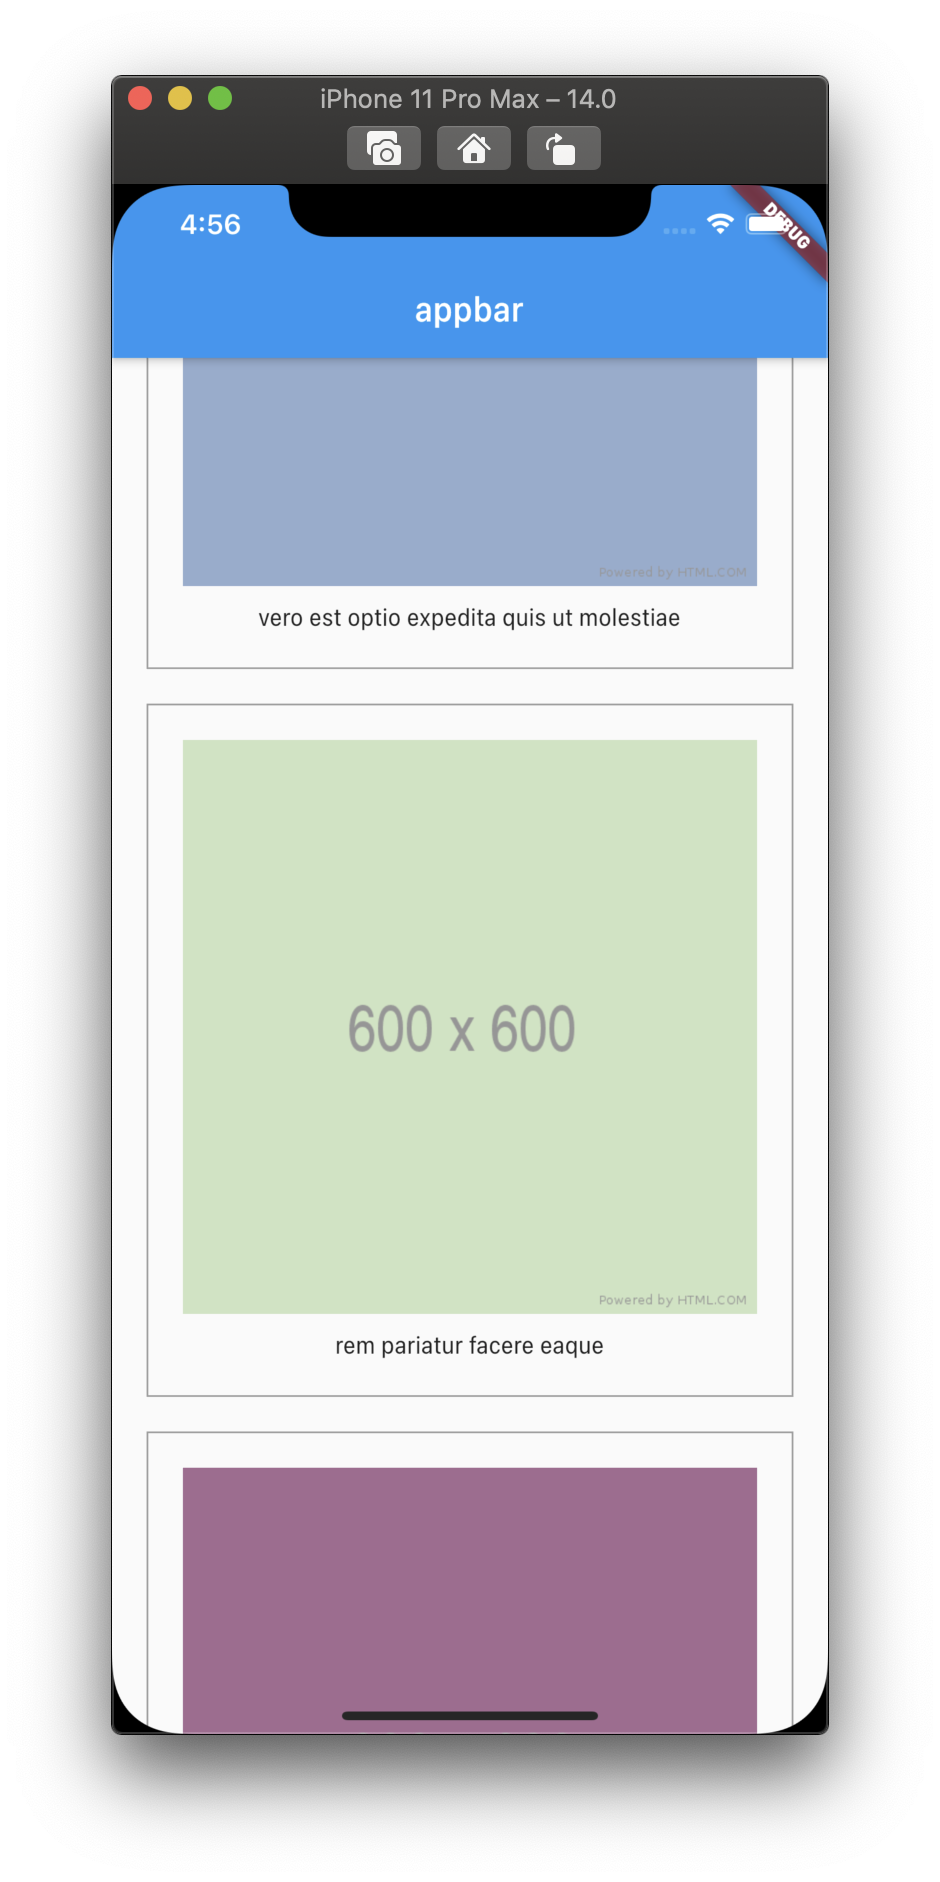 iPhone 11 Pro Max – 14.0
4:56
DEBUG
appbar
Powered by HTML.COM
vero est optio expedita quis ut molestiae
600 x 600
Powered by HTML.COM
rem pariatur facere eaque